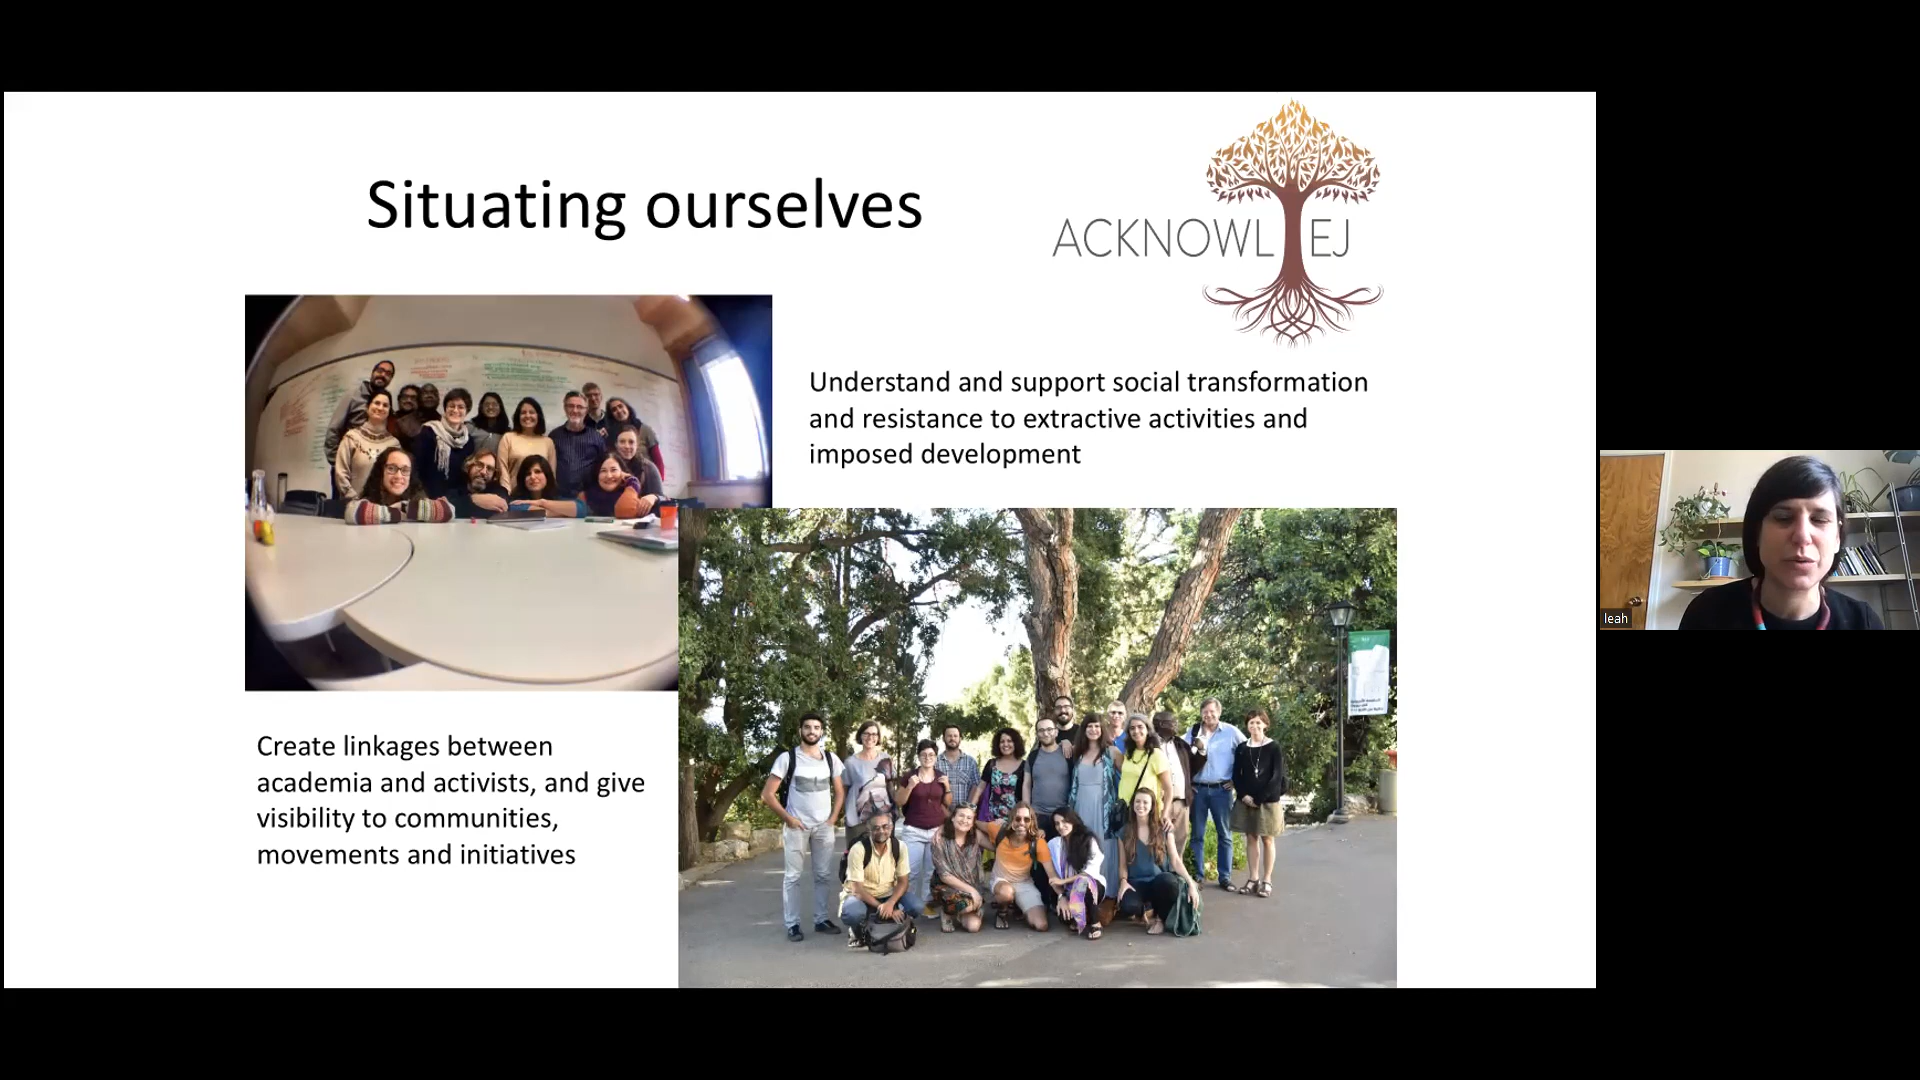 Situating ourselves
ACKNOWL EJ
Understand and support social transformation
and resistance to extractive activities and
imposed development
Create linkages between
academia and activists, and give
visibility to communities,
movements and initiatives
leah